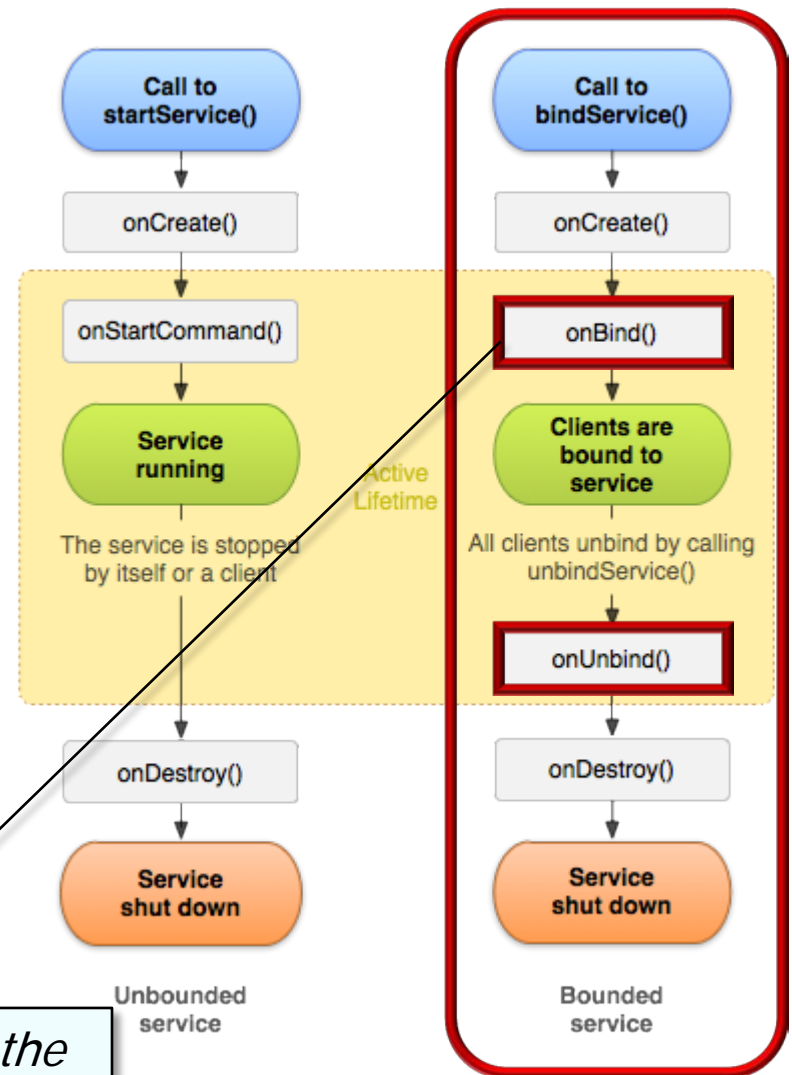 Call to
startService()
onCreate()
onStartCommand()
Service
running
The service is stopped
by itself or a client
onDestroy()
Service
shut down
Unbounded
service
Active
Lifetime
Call to
bindService()
onCreate()
onBind()
Clients are
bound to
service
All clients unbind by calling
unbindService()
onUnbind()
onDestroy()
Service
shut down
Bounded
service
the